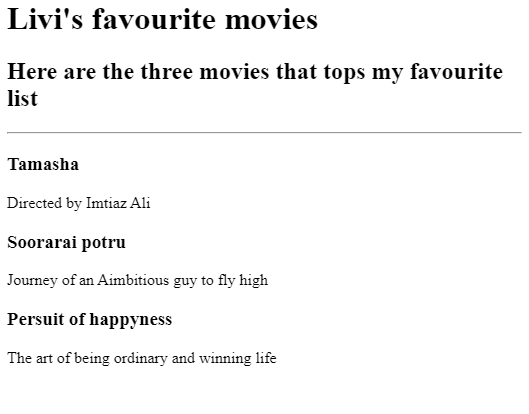 Livi's favourite movies
Here are the three movies that tops my favourite
list
Tamasha
Directed by Imtiaz Ali
Soorarai potru
Journey of an Aimbitious guy to fly high
Persuit of happyness
The art of being ordinary and winning life